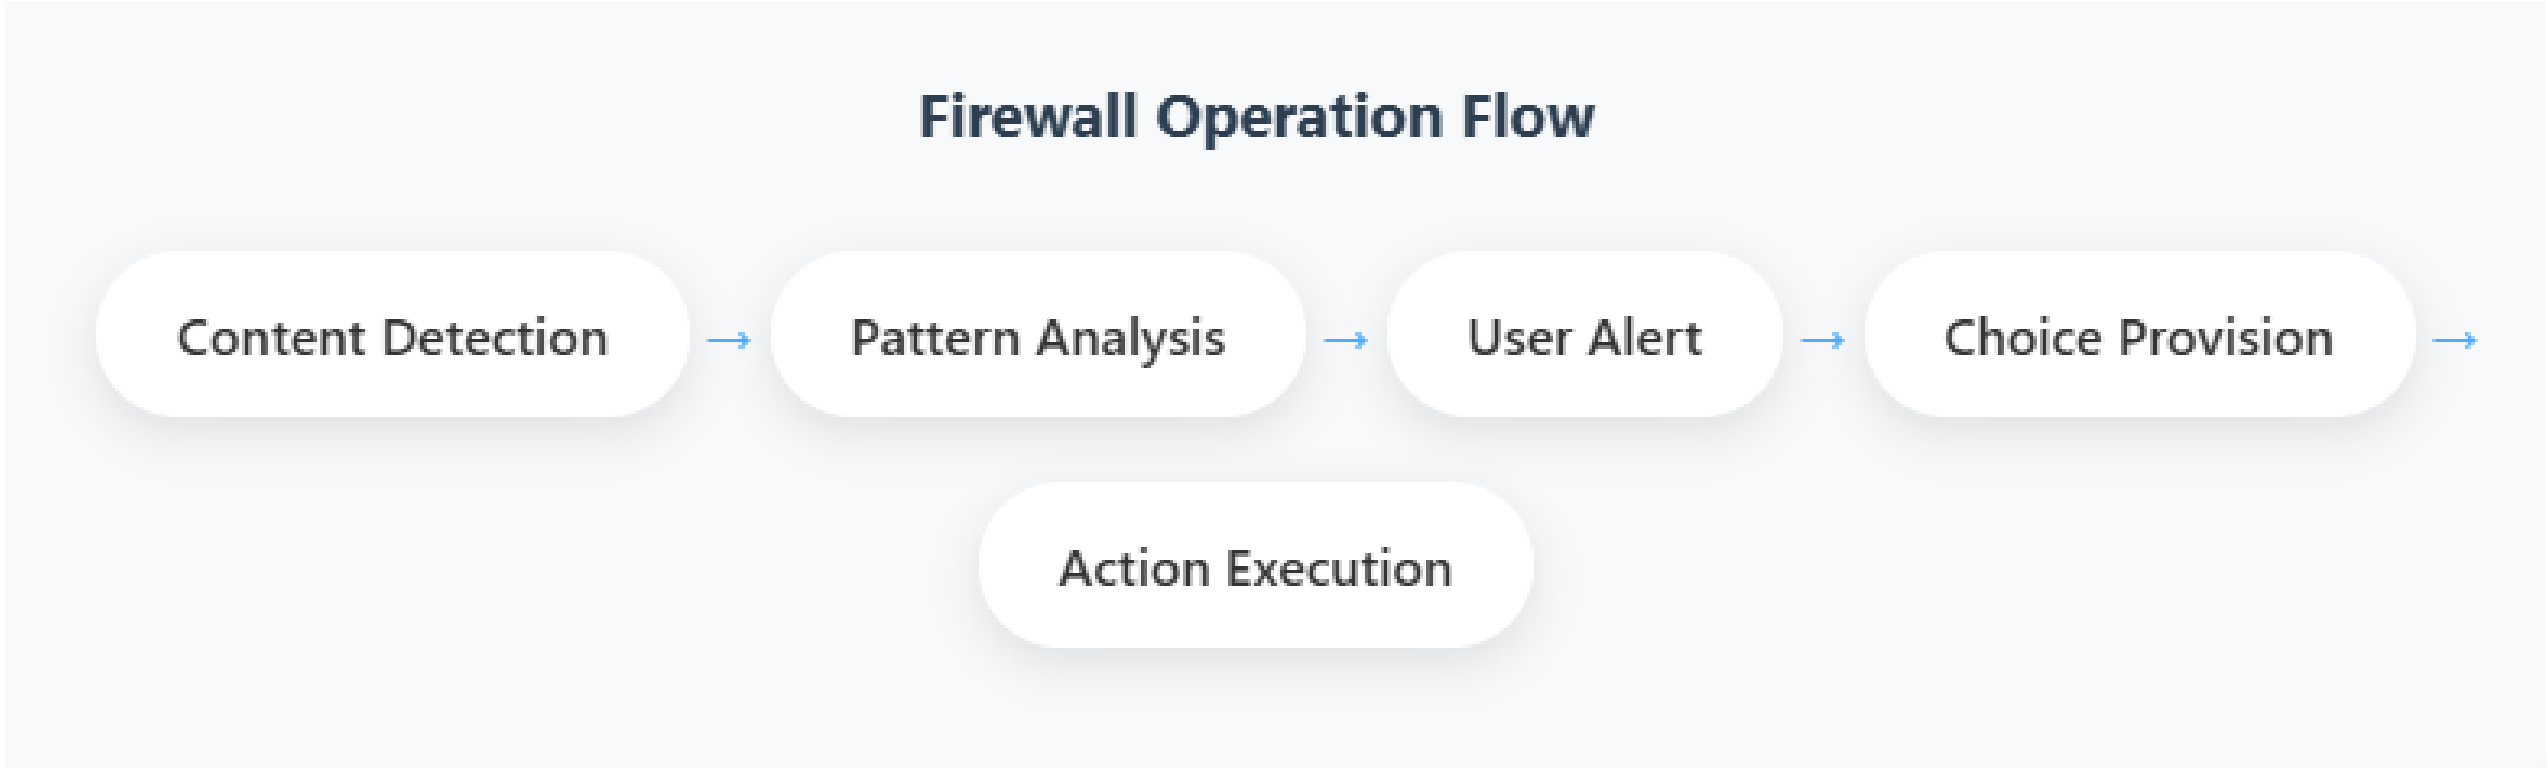 Firewall Operation Flow
Content Detection → Pattern Analysis → User Alert → Choice Provision →
Action Execution